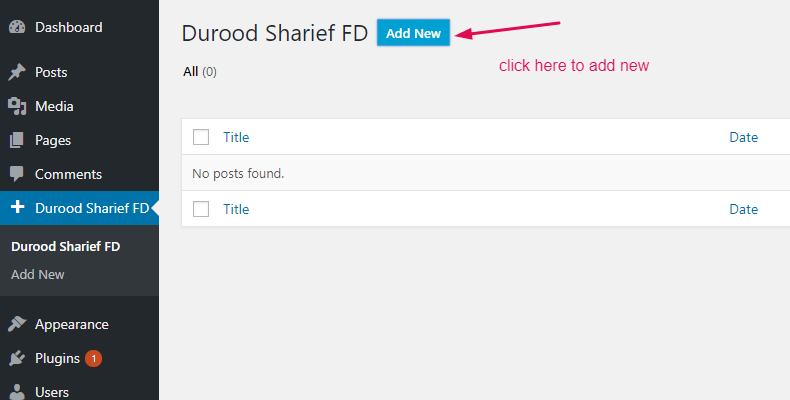 Dashboard
Posts
Media
Pages
Comments
Durood Sharief FD
Durood Sharief FD
Add New
Appearance
Plugins 1
Users
Durood Sharief FD Add New
click here to add new
All (0)
Title Date
No posts found.
Title Date